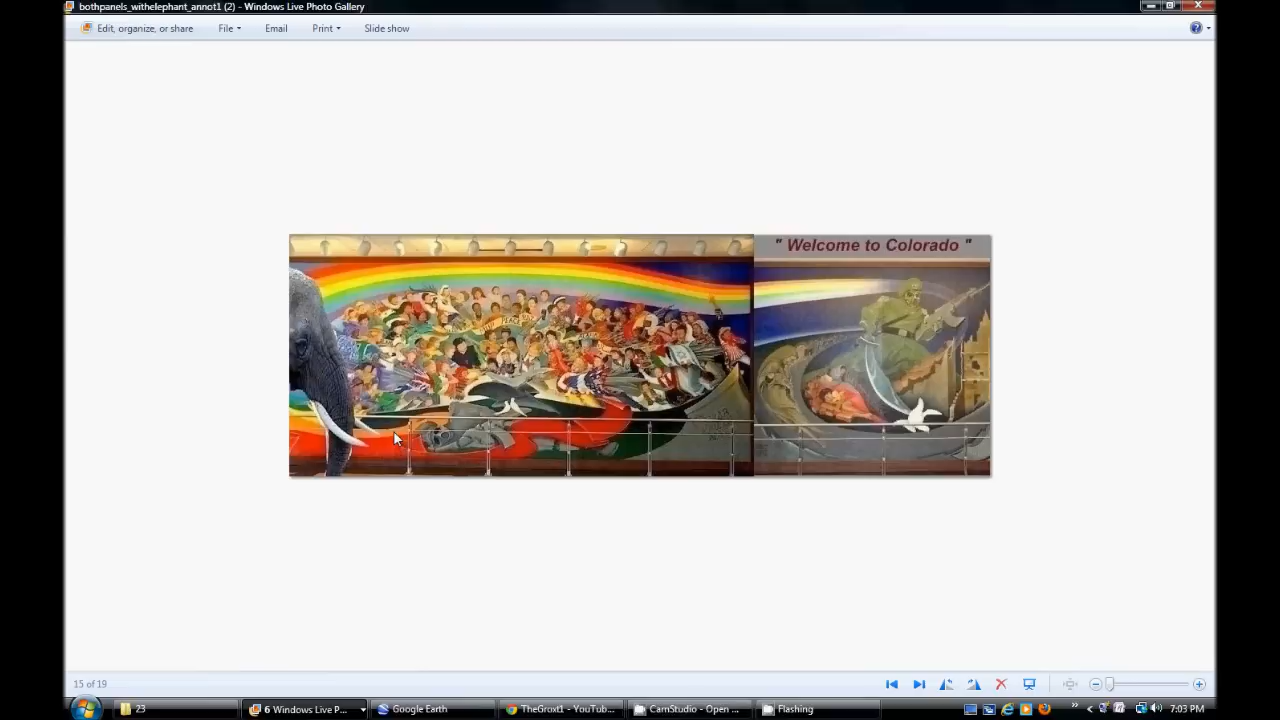 bothpanels_withelephant_annot1 (2) - Windows Live Photo Gallery
Edit, organize, or share File Email Print Slide show
" Welcome to Colorado "
PEACE
15 of 19
23 6 Windows Live P... Google Earth TheGroxt1 - YouTub... CamStudio - Open ... Flashing 7:03 PM